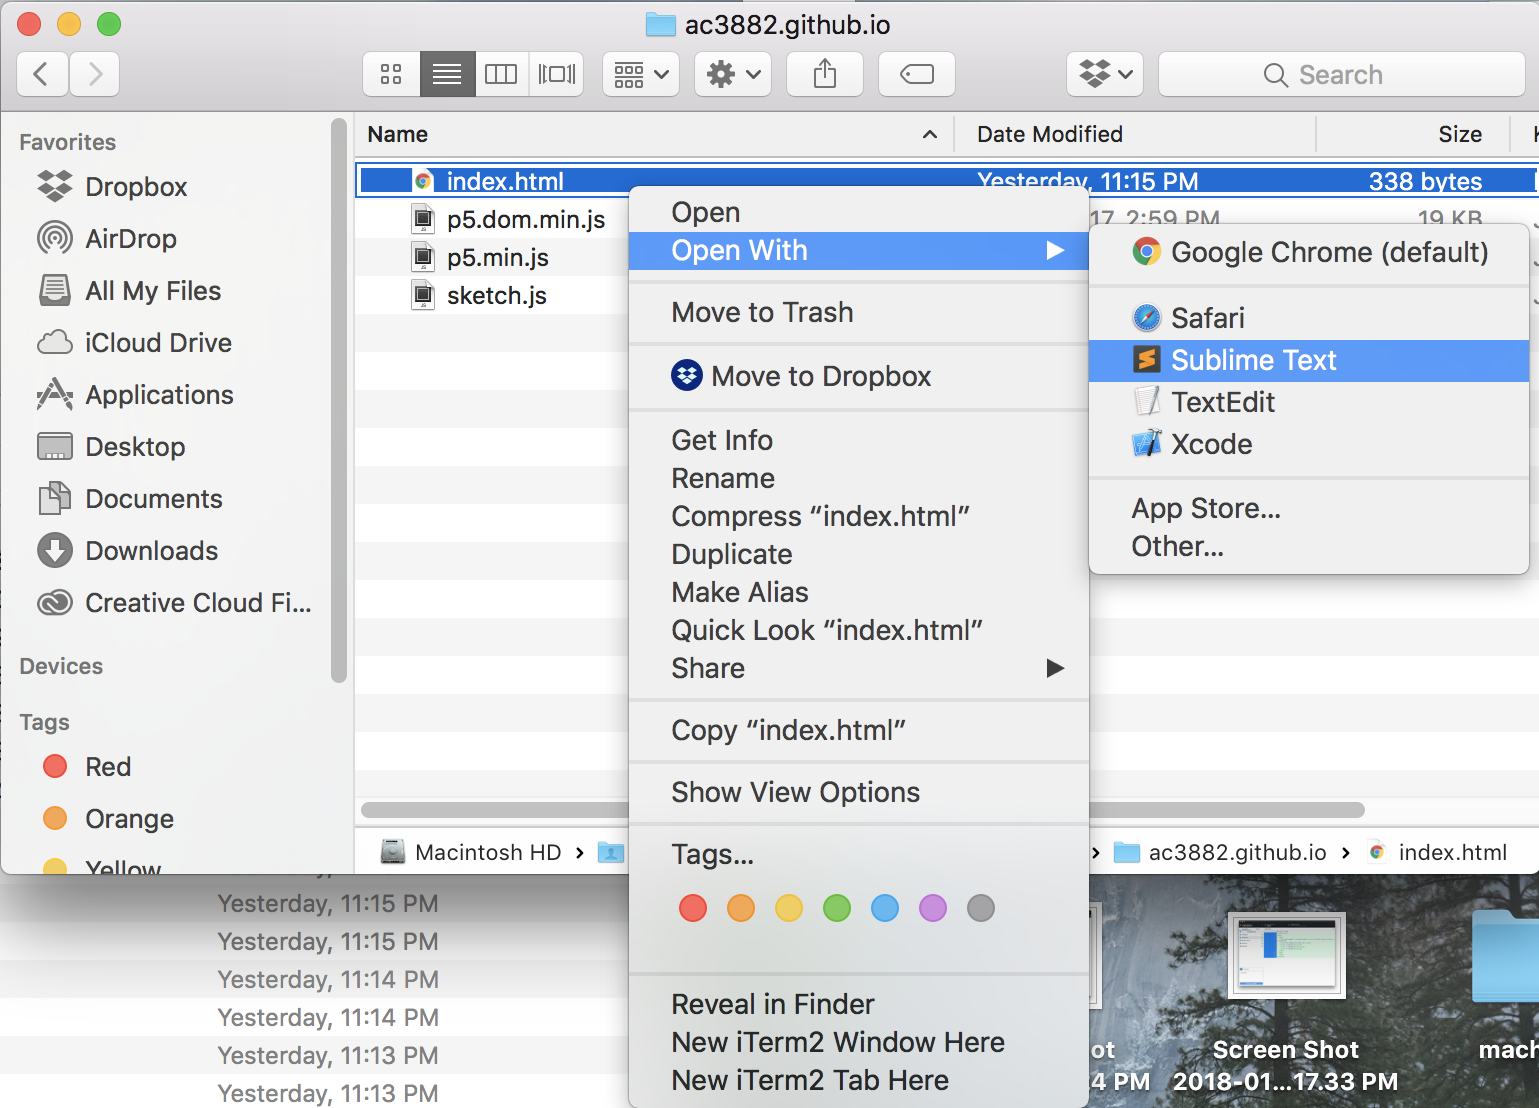 ac3882.github.io
Search
Favorites
Dropbox
AirDrop
All My Files
iCloud Drive
Applications
Desktop
Documents
Downloads
Creative Cloud Fi...
Devices
Tags
Red
Orange
Yellow
Name
Date Modified
Size
index.html
Yesterday, 11:15 PM
338 bytes
p5.dom.min.js
17, 2:59 PM
19 KB
p5.min.js
sketch.js
Open
Open With
Move to Trash
Move to Dropbox
Get Info
Rename
Compress “index.html”
Duplicate
Make Alias
Quick Look “index.html”
Share
Copy “index.html”
Show View Options
Tags...
Reveal in Finder
New iTerm2 Window Here
New iTerm2 Tab Here
Google Chrome (default)
Safari
Sublime Text
TextEdit
Xcode
App Store...
Other...
Macintosh HD
ac3882.github.io
index.html
Yesterday, 11:15 PM
Yesterday, 11:15 PM
Yesterday, 11:14 PM
Yesterday, 11:14 PM
Yesterday, 11:13 PM
Yesterday, 11:13 PM
ot
4 PM
Screen Shot
2018-01...17.33 PM
mach